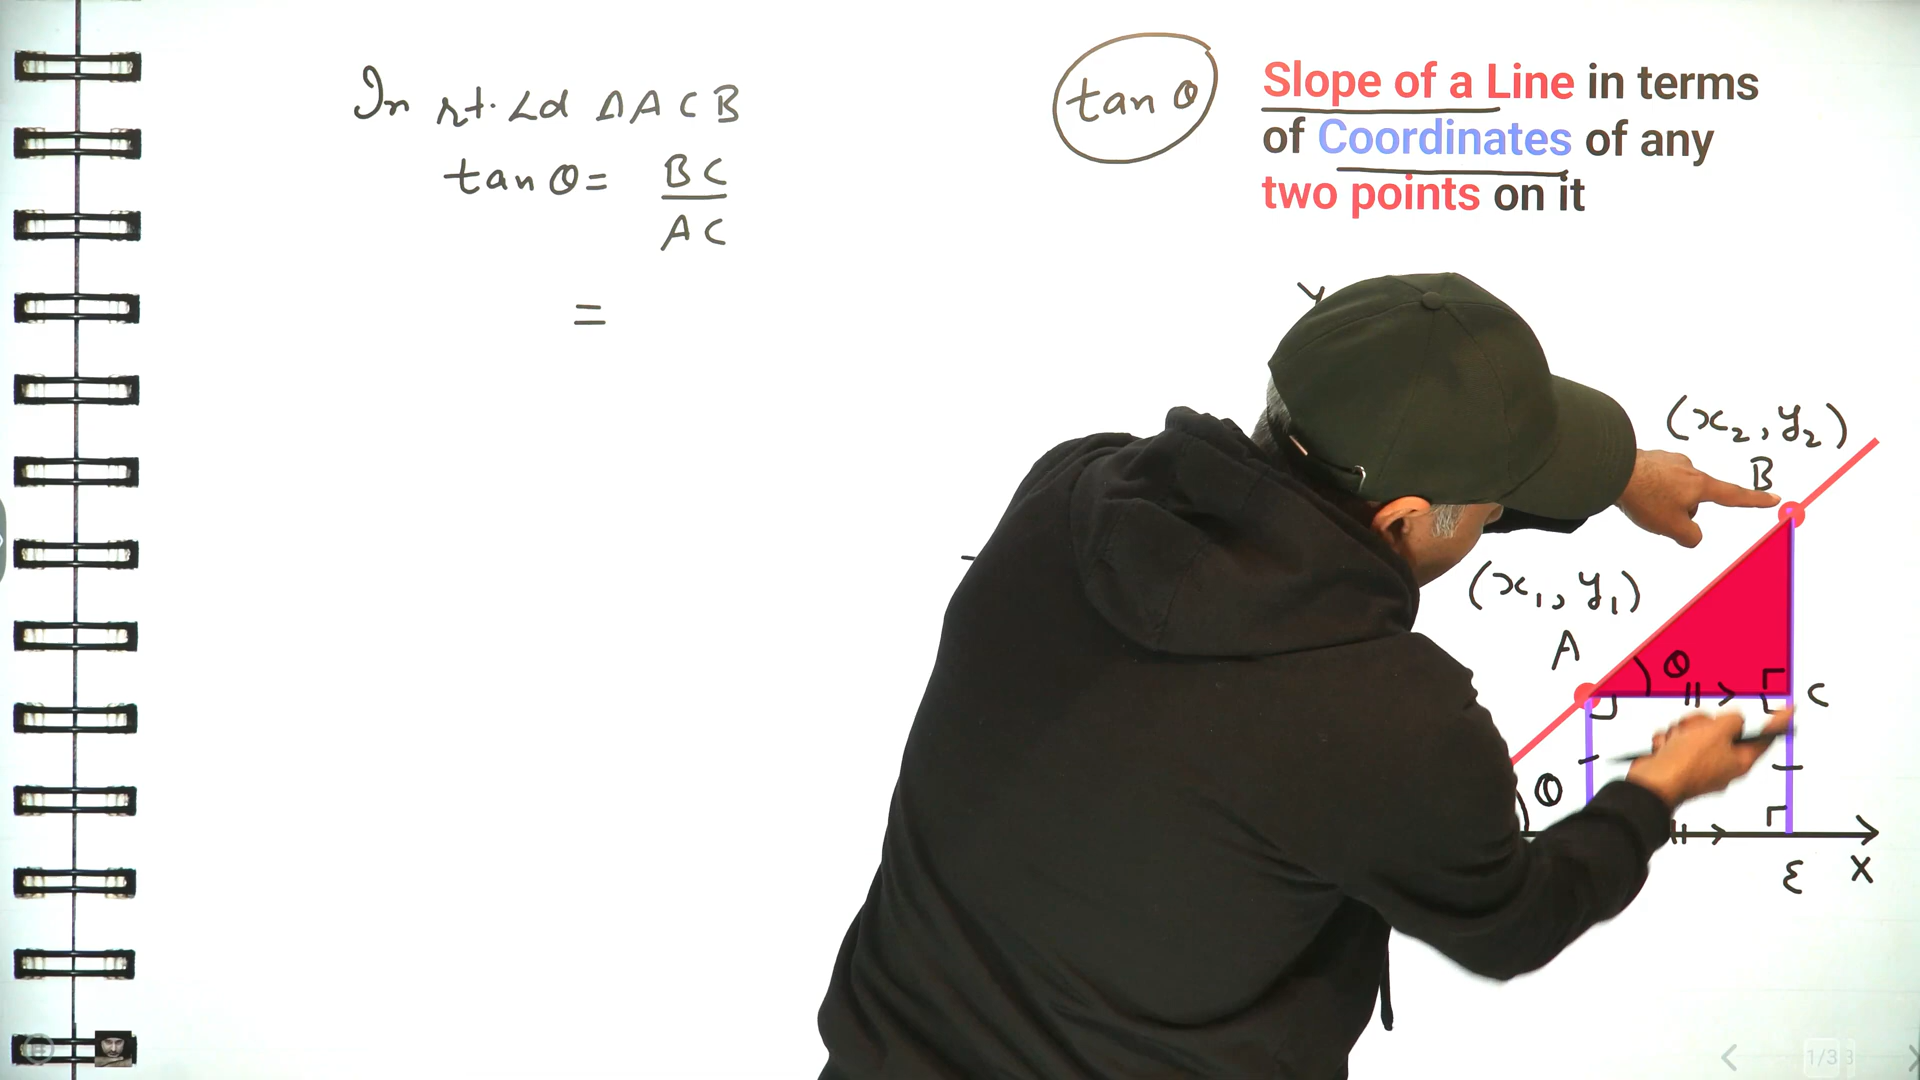 In rt. ∠d ΔACB
tan θ = BC
AC
=
tan θ
Slope of a Line in terms
of Coordinates of any
two points on it
Y
(x₂, y₂)
B
(x₁, y₁)
A
θ
C
θ
E
X
1/3